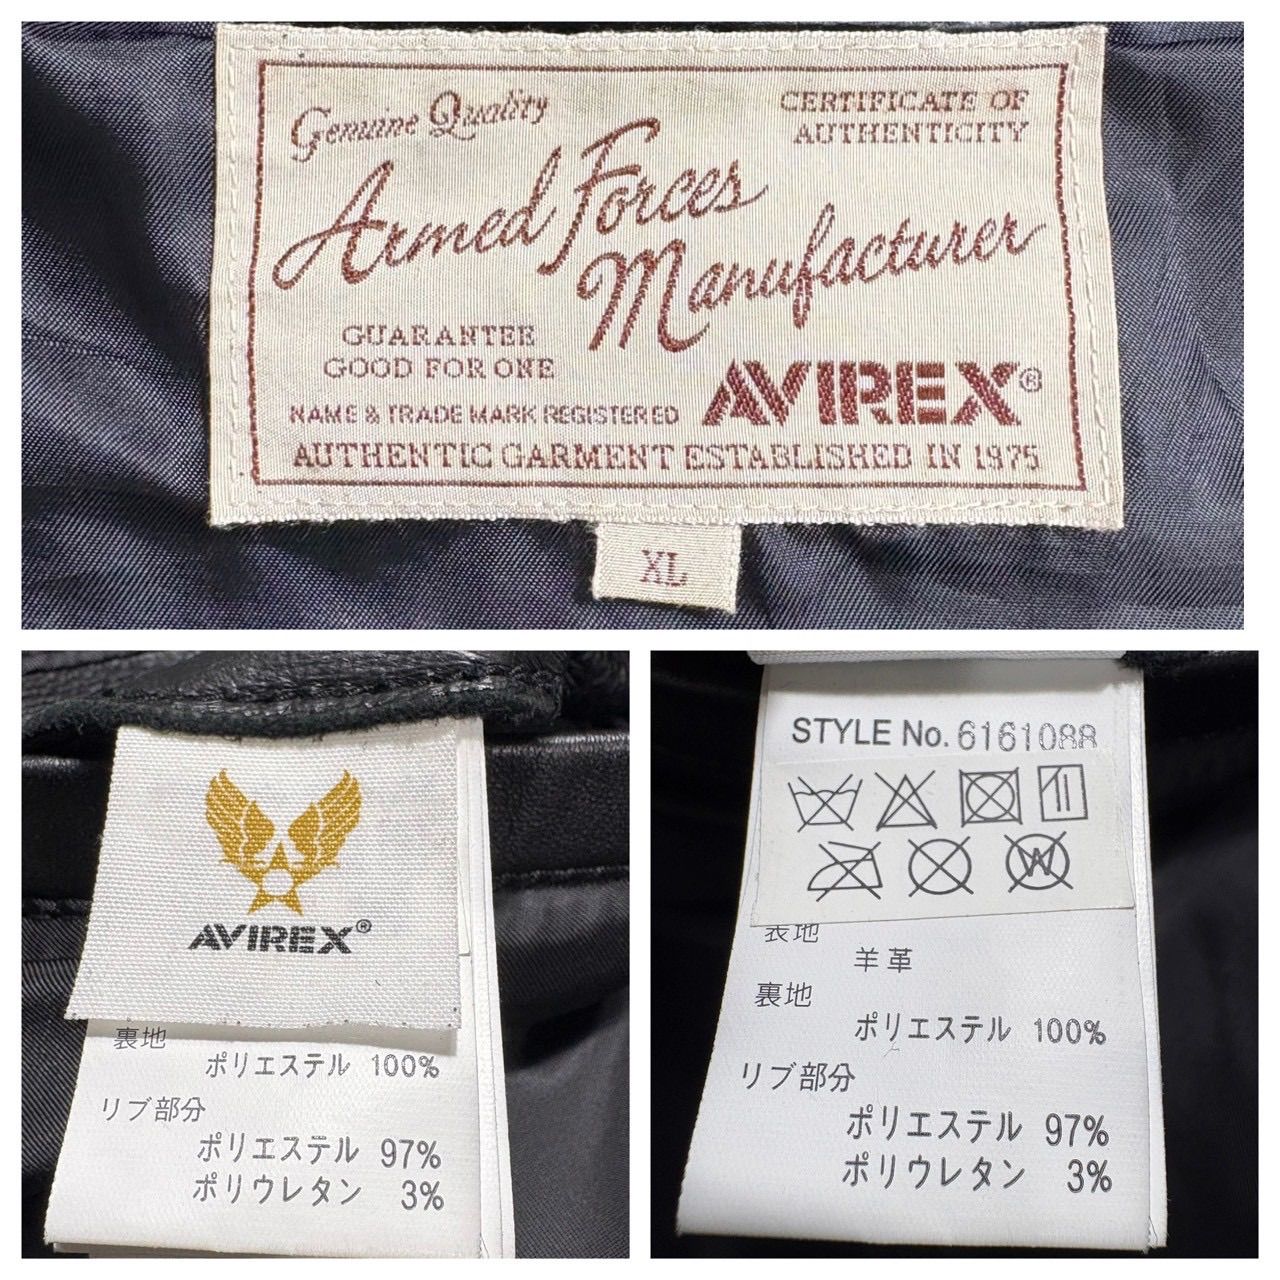 Genuine Quality
CERTIFICATE OF
AUTHENTICITY
Armed Forces
Manufacturer
GUARANTEE
GOOD FOR ONE
AVIREX®
NAME & TRADE MARK REGISTERED
AUTHENTIC GARMENT ESTABLISHED IN 1975
XL
AVIREX®
裏地
ポリエステル 100%
リブ部分
ポリエステル 97%
ポリウレタン 3%
STYLE No. 6161088
W
表地
羊革
裏地
ポリエステル 100%
リブ部分
ポリエステル 97%
ポリウレタン 3%